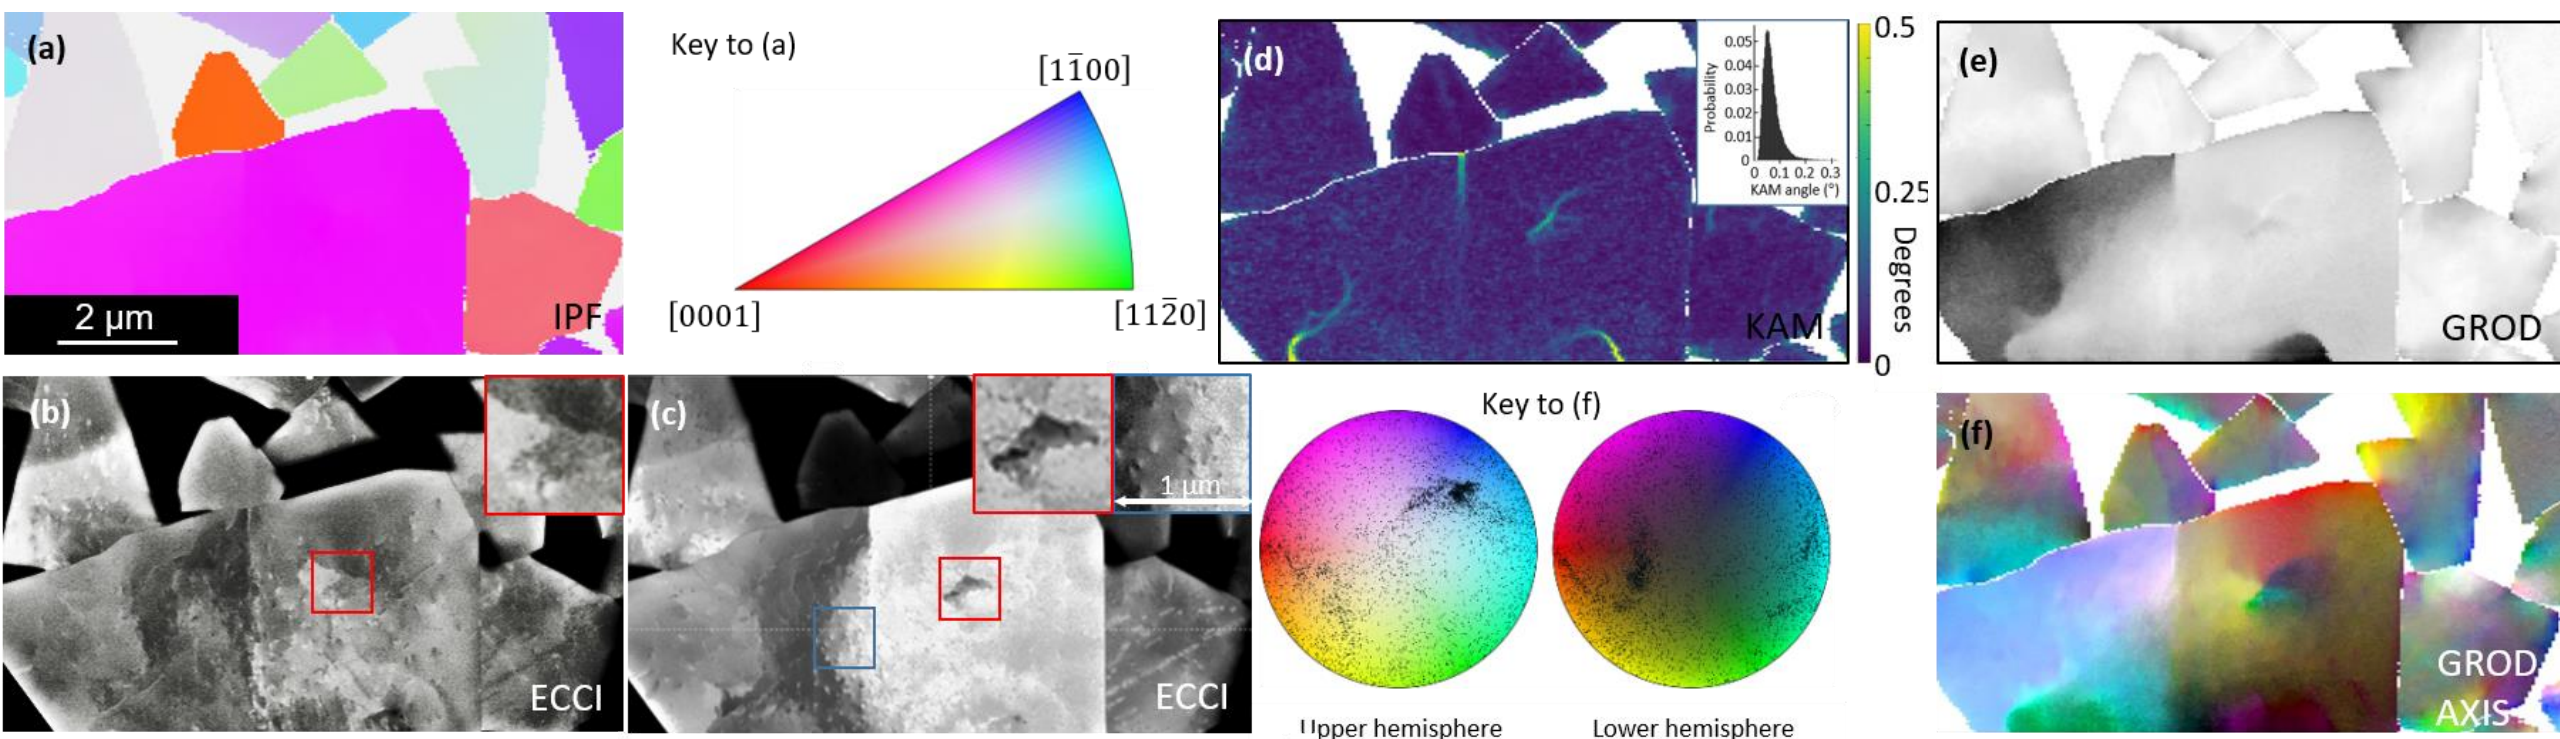 (a)
IPF
2 μm
Key to (a)
[11̅00]
[0001]
[112̅0]
(d)
Probability
0.05
0.04
0.03
0.02
0.01
0
0 0.1 0.2 0.3
KAM angle (°)
KAM
0.5
0.25
0
Degrees
(e)
GROD
(b)
ECCI
(c)
1 μm
ECCI
Key to (f)
Upper hemisphere
Lower hemisphere
(f)
GROD
AXIS